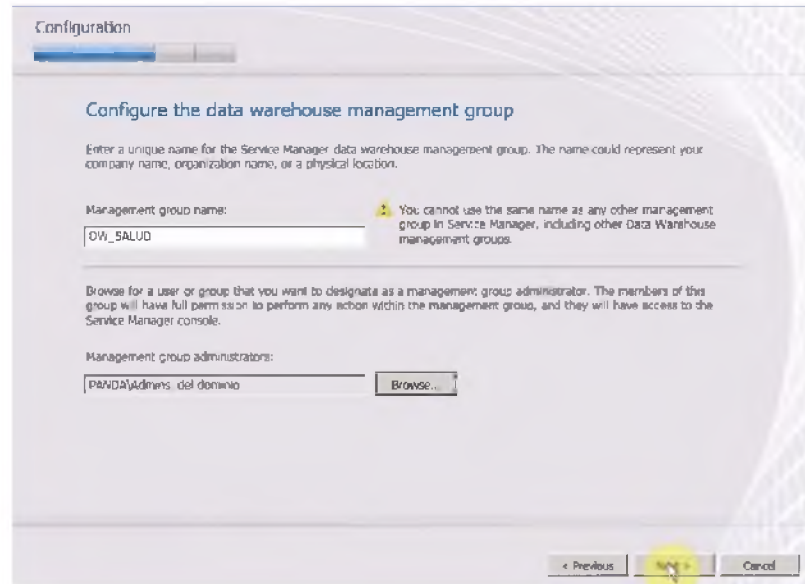 Configuration
Configure the data warehouse management group
Enter a unique name for the Service Manager data warehouse management group. The name could represent your
company name, organization name, or a physical location.
Management group name:
You cannot use the same name as any other management
group in Service Manager, including other Data Warehouse
management groups.
DW_SALUD
Browse for a user or group that you want to designate as a management group administrator. The members of this
group will have full permission to perform any action within the management group, and they will have access to the
Service Manager console.
Management group administrators:
PANDA\Admins. del dominio
Browse...
< Previous
Next >
Cancel